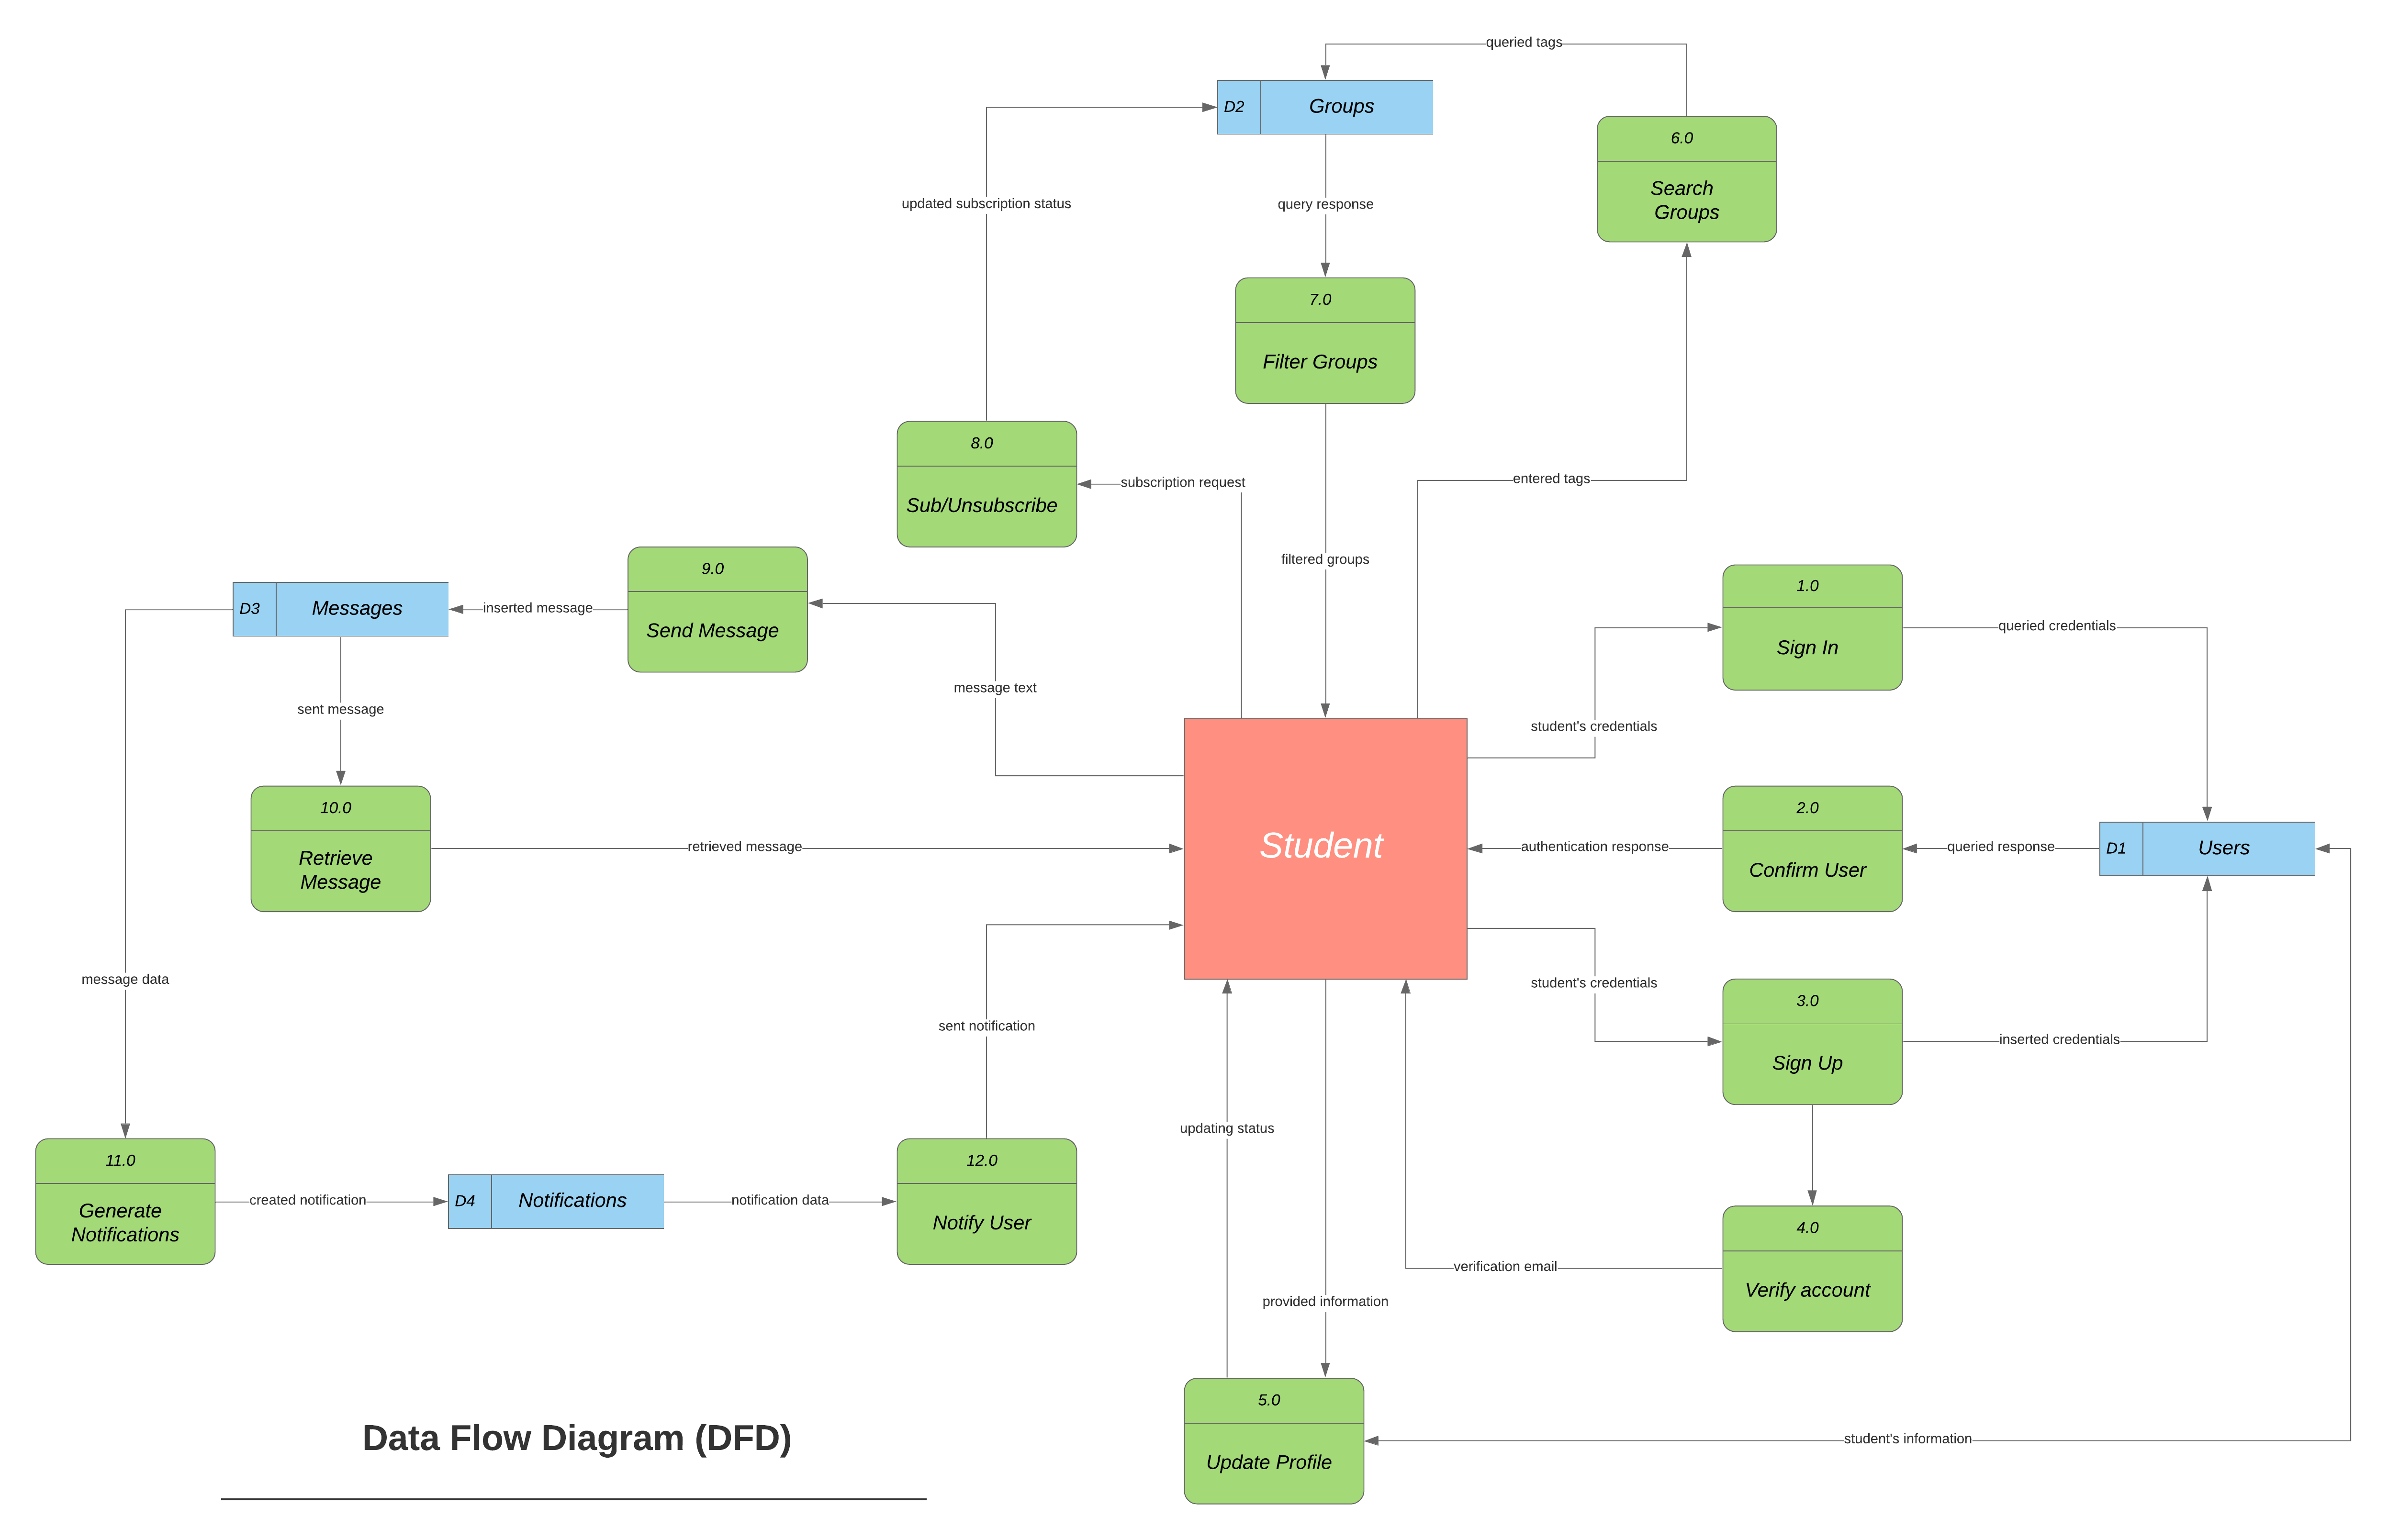 queried tags
D2
Groups
6.0
Search
Groups
updated subscription status
query response
7.0
Filter Groups
8.0
Sub/Unsubscribe
subscription request
entered tags
filtered groups
9.0
Send Message
D3
Messages
inserted message
1.0
Sign In
queried credentials
message text
sent message
student's credentials
10.0
Retrieve
Message
retrieved message
Student
authentication response
2.0
Confirm User
queried response
D1
Users
message data
sent notification
student's credentials
3.0
Sign Up
inserted credentials
updating status
11.0
Generate
Notifications
created notification
D4
Notifications
notification data
12.0
Notify User
verification email
4.0
Verify account
provided information
5.0
Update Profile
student's information
Data Flow Diagram (DFD)